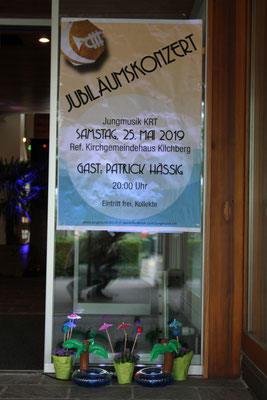 JUBILÄUMSKONZERT
Jungmusik KRT
SAMSTAG, 25. MAI 2019
Ref. Kirchgemeindehaus Kilchberg
GAST: PATRICK HÄSSIG
20:00 Uhr
Eintritt frei, Kollekte